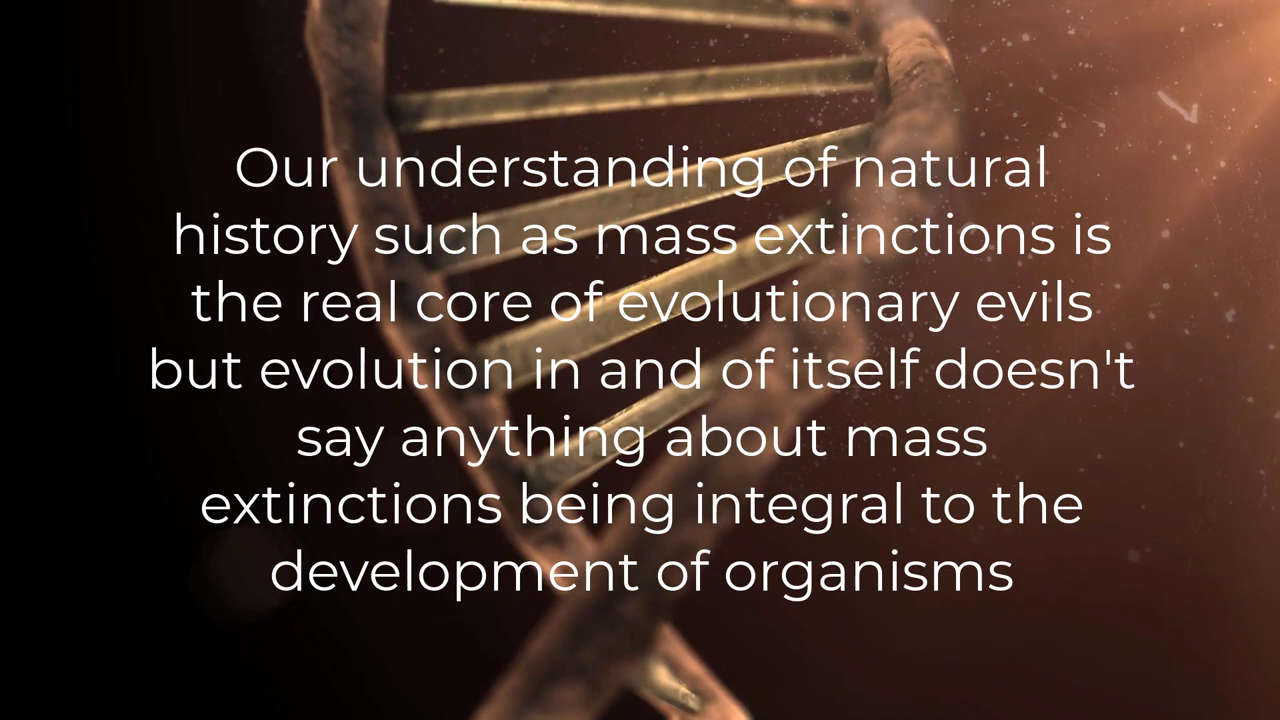 Our understanding of natural
history such as mass extinctions is
the real core of evolutionary evils
but evolution in and of itself doesn't
say anything about mass
extinctions being integral to the
development of organisms